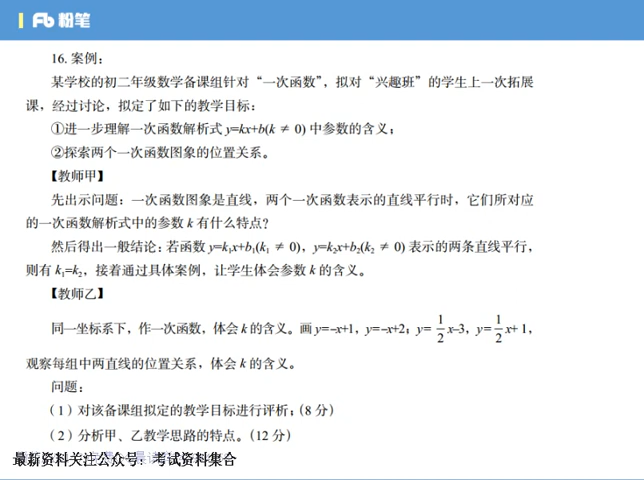 粉笔
16. 案例：
某学校的初二年级数学备课组针对“一次函数”，拟对“兴趣班”的学生上一次拓展
课，经过讨论，拟定了如下的教学目标：
①进一步理解一次函数解析式 y=kx+b(k ≠ 0) 中参数的含义；
②探索两个一次函数图象的位置关系。
【教师甲】
先出示问题：一次函数图象是直线，两个一次函数表示的直线平行时，它们所对应
的一次函数解析式中的参数 k 有什么特点？
然后得出一般结论：若函数 y=k₁x+b₁(k₁ ≠ 0)，y=k₂x+b₂(k₂ ≠ 0) 表示的两条直线平行，
则有 k₁=k₂，接着通过具体案例，让学生体会参数 k 的含义。
【教师乙】
同一坐标系下，作一次函数，体会 k 的含义。画 y=-x+1，y=-x+2；y= 1/2 x-3，y= 1/2 x+1，
观察每组中两直线的位置关系，体会 k 的含义。
问题：
（1）对该备课组拟定的教学目标进行评析；(8 分)
（2）分析甲、乙教学思路的特点。(12 分)
最新资料关注公众号：考试资料集合